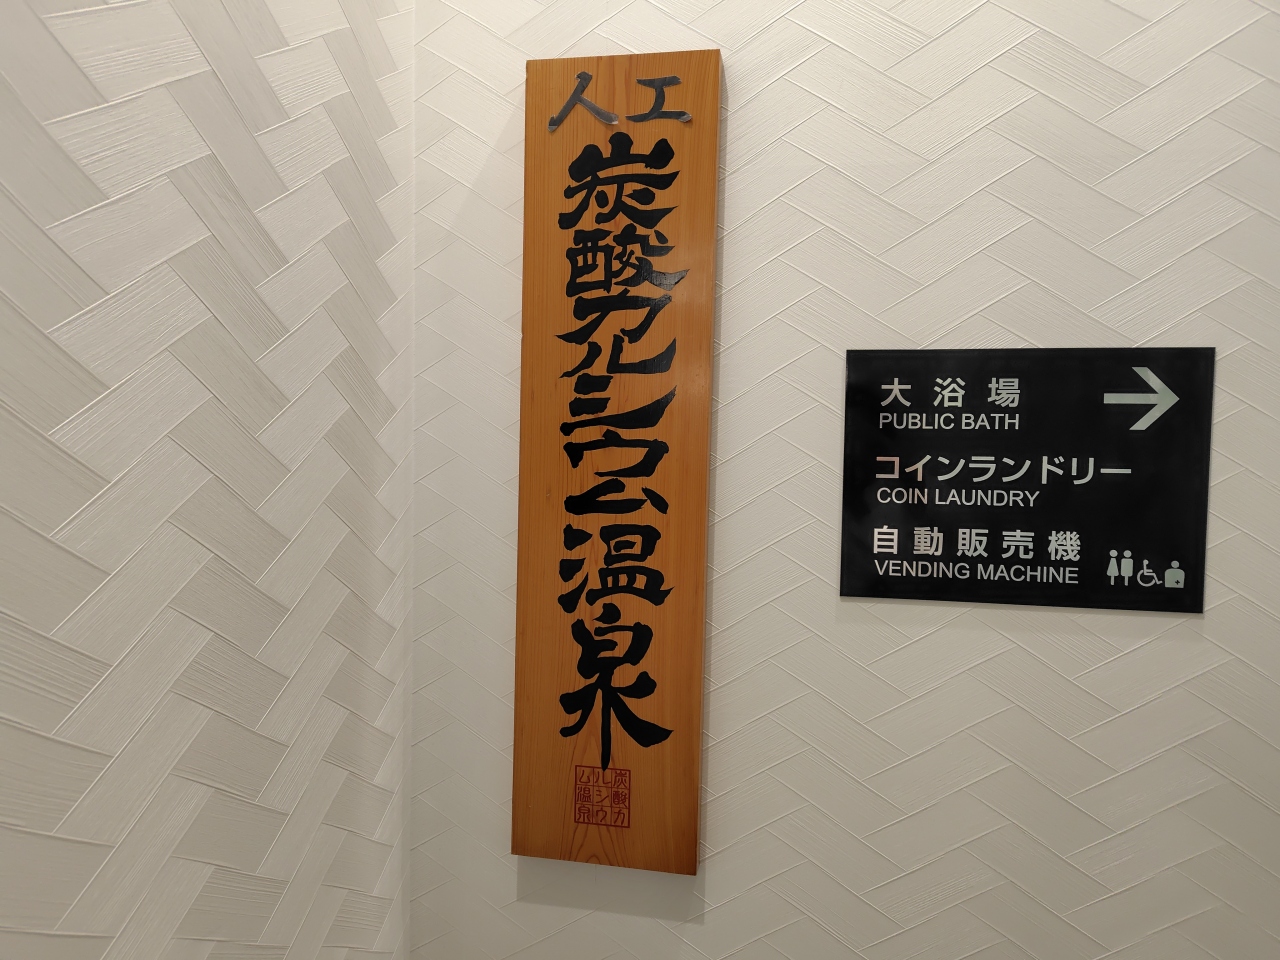 人工
炭酸カルシウム温泉
炭酸カ
ルシウ
ム温泉
大浴場
PUBLIC BATH
コインランドリー
COIN LAUNDRY
自動販売機
VENDING MACHINE